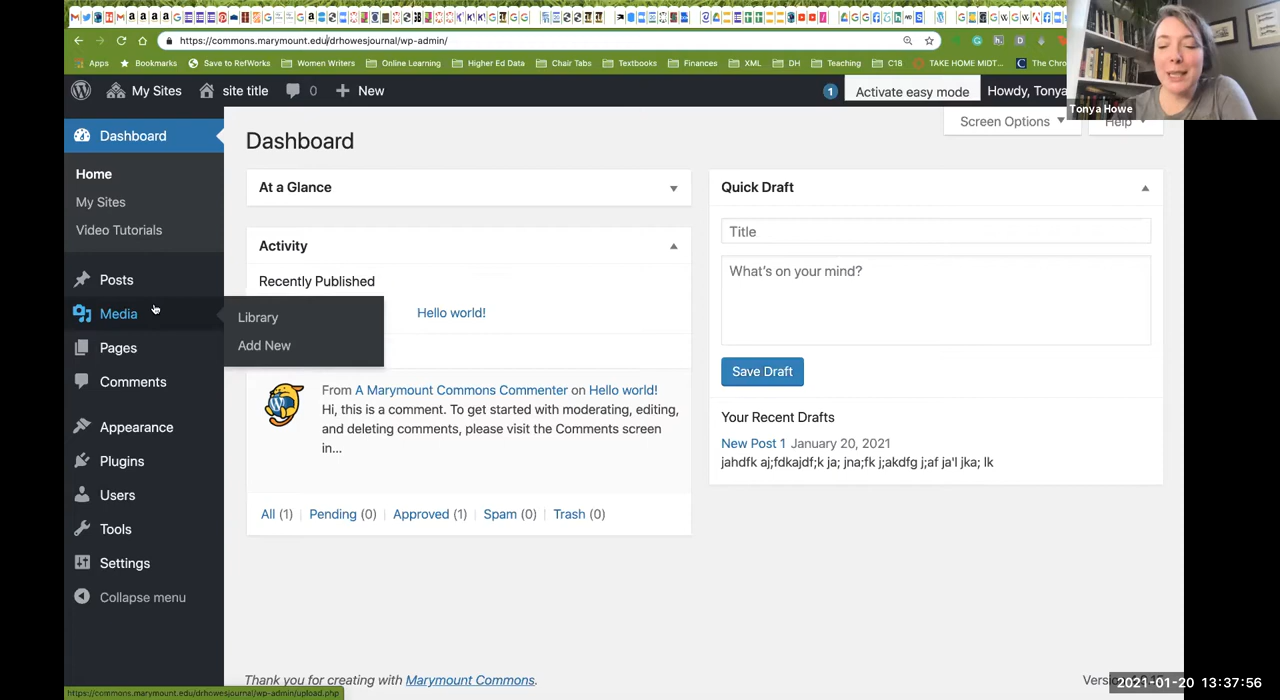 https://commons.marymount.edu/drhowesjournal/wp-admin/
Apps
Bookmarks
Save to RefWorks
Women Writers
Online Learning
Higher Ed Data
Chair Tabs
Textbooks
Finances
XML
DH
Teaching
C18
TAKE HOME MIDT...
The Chro
Tonya Howe
My Sites
site title
0
New
1
Activate easy mode
Howdy, Tonya
Dashboard
Home
My Sites
Video Tutorials
Posts
Media
Library
Add New
Pages
Comments
Appearance
Plugins
Users
Tools
Settings
Collapse menu
Dashboard
Screen Options
Help
At a Glance
Activity
Recently Published
Hello world!
From A Marymount Commons Commenter on Hello world!
Hi, this is a comment. To get started with moderating, editing,
and deleting comments, please visit the Comments screen
in...
All (1) | Pending (0) | Approved (1) | Spam (0) | Trash (0)
Quick Draft
Title
What's on your mind?
Save Draft
Your Recent Drafts
New Post 1 January 20, 2021
jahdfk aj;fdkajdf;k ja; jna;fk j;akdfg j;af ja'l jka; lk
Thank you for creating with Marymount Commons.
https://commons.marymount.edu/drhowesjournal/wp-admin/upload.php
2021-01-20 13:37:56